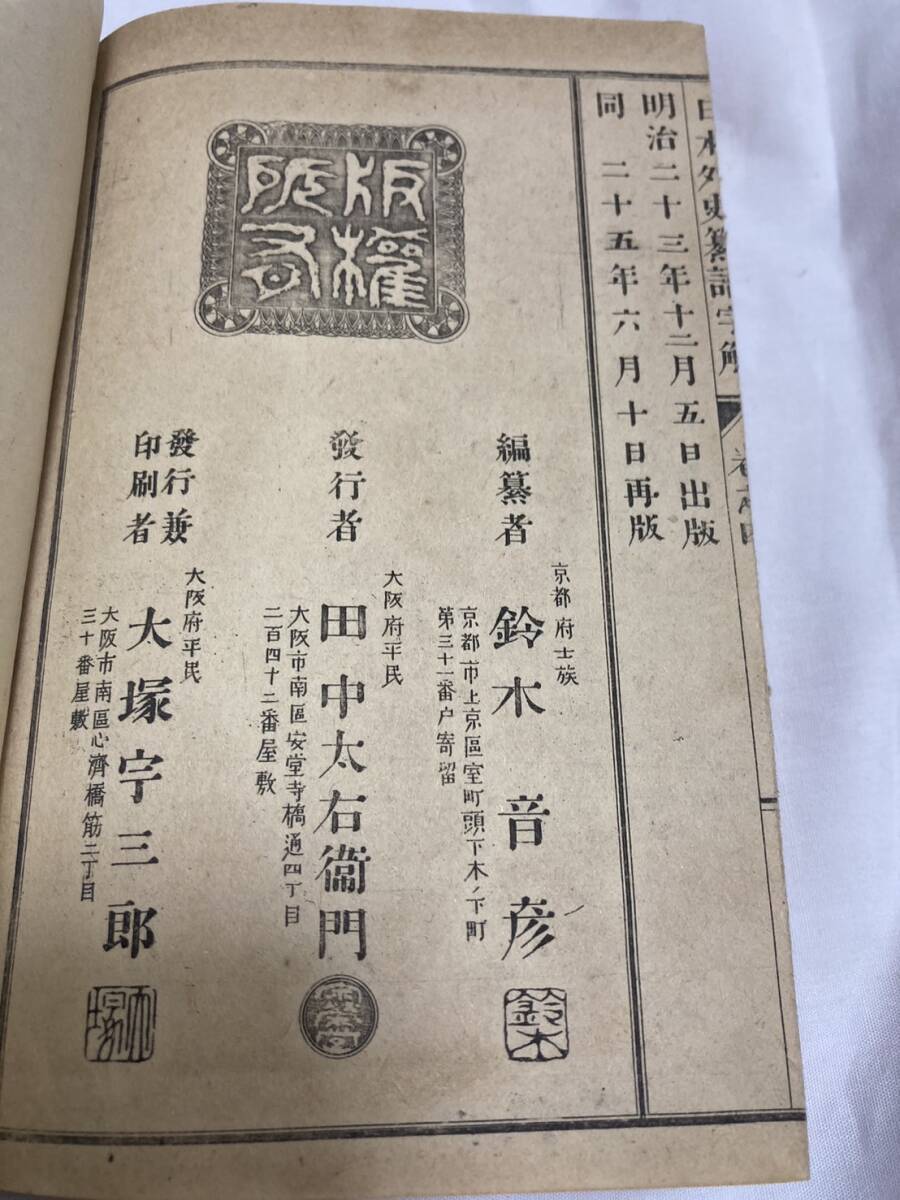 日本外史纂語字解
明治二十三年十二月五日出版
同 二十五年六月十日再版
版權
所有
編纂者
京都府士族
鈴木音彦
京都市上京區室町頭下木ノ下町
第三十一番戸寄留
鈴木
發行者
大阪府平民
田中太右衞門
大阪市南區安堂寺橋通四丁目
二百四十二番屋敷
發行兼
印刷者
大阪府平民
大塚宇三郎
大阪市南區心濟橋筋二丁目
三十番屋敷
大塚